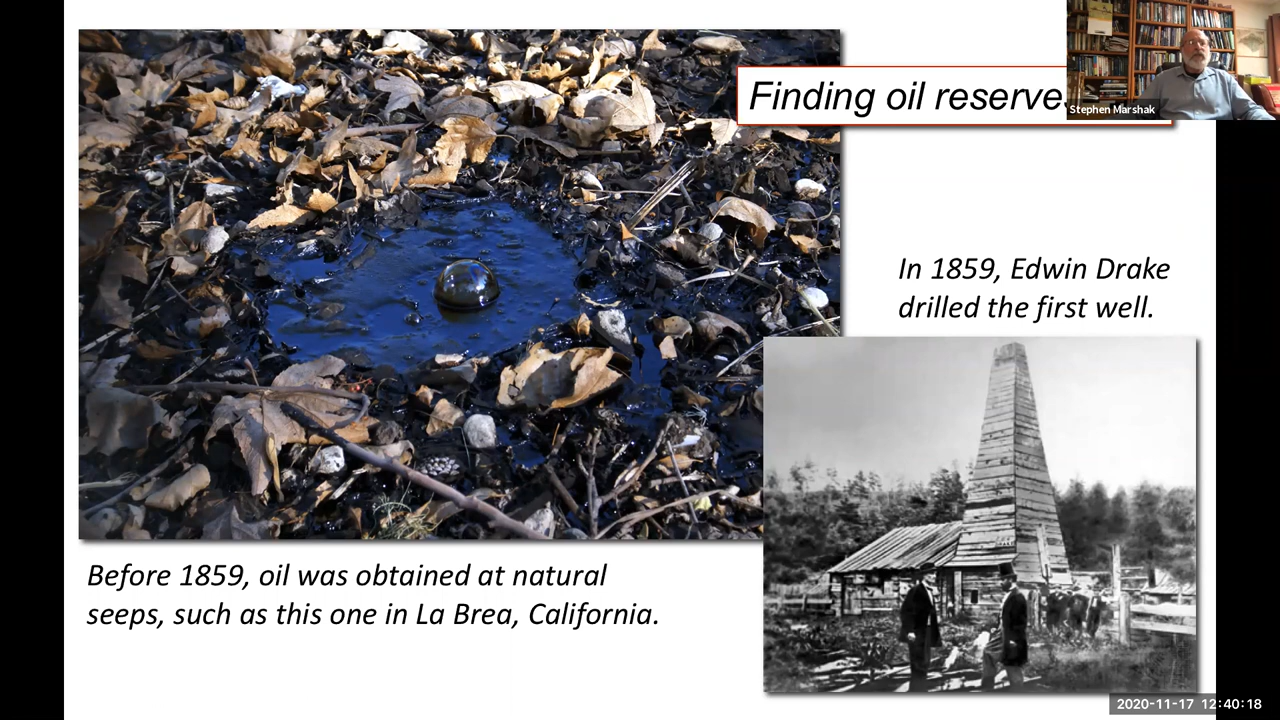 Finding oil reserve
Stephen Marshak
In 1859, Edwin Drake
drilled the first well.
Before 1859, oil was obtained at natural
seeps, such as this one in La Brea, California.
2020-11-17 12:40:18